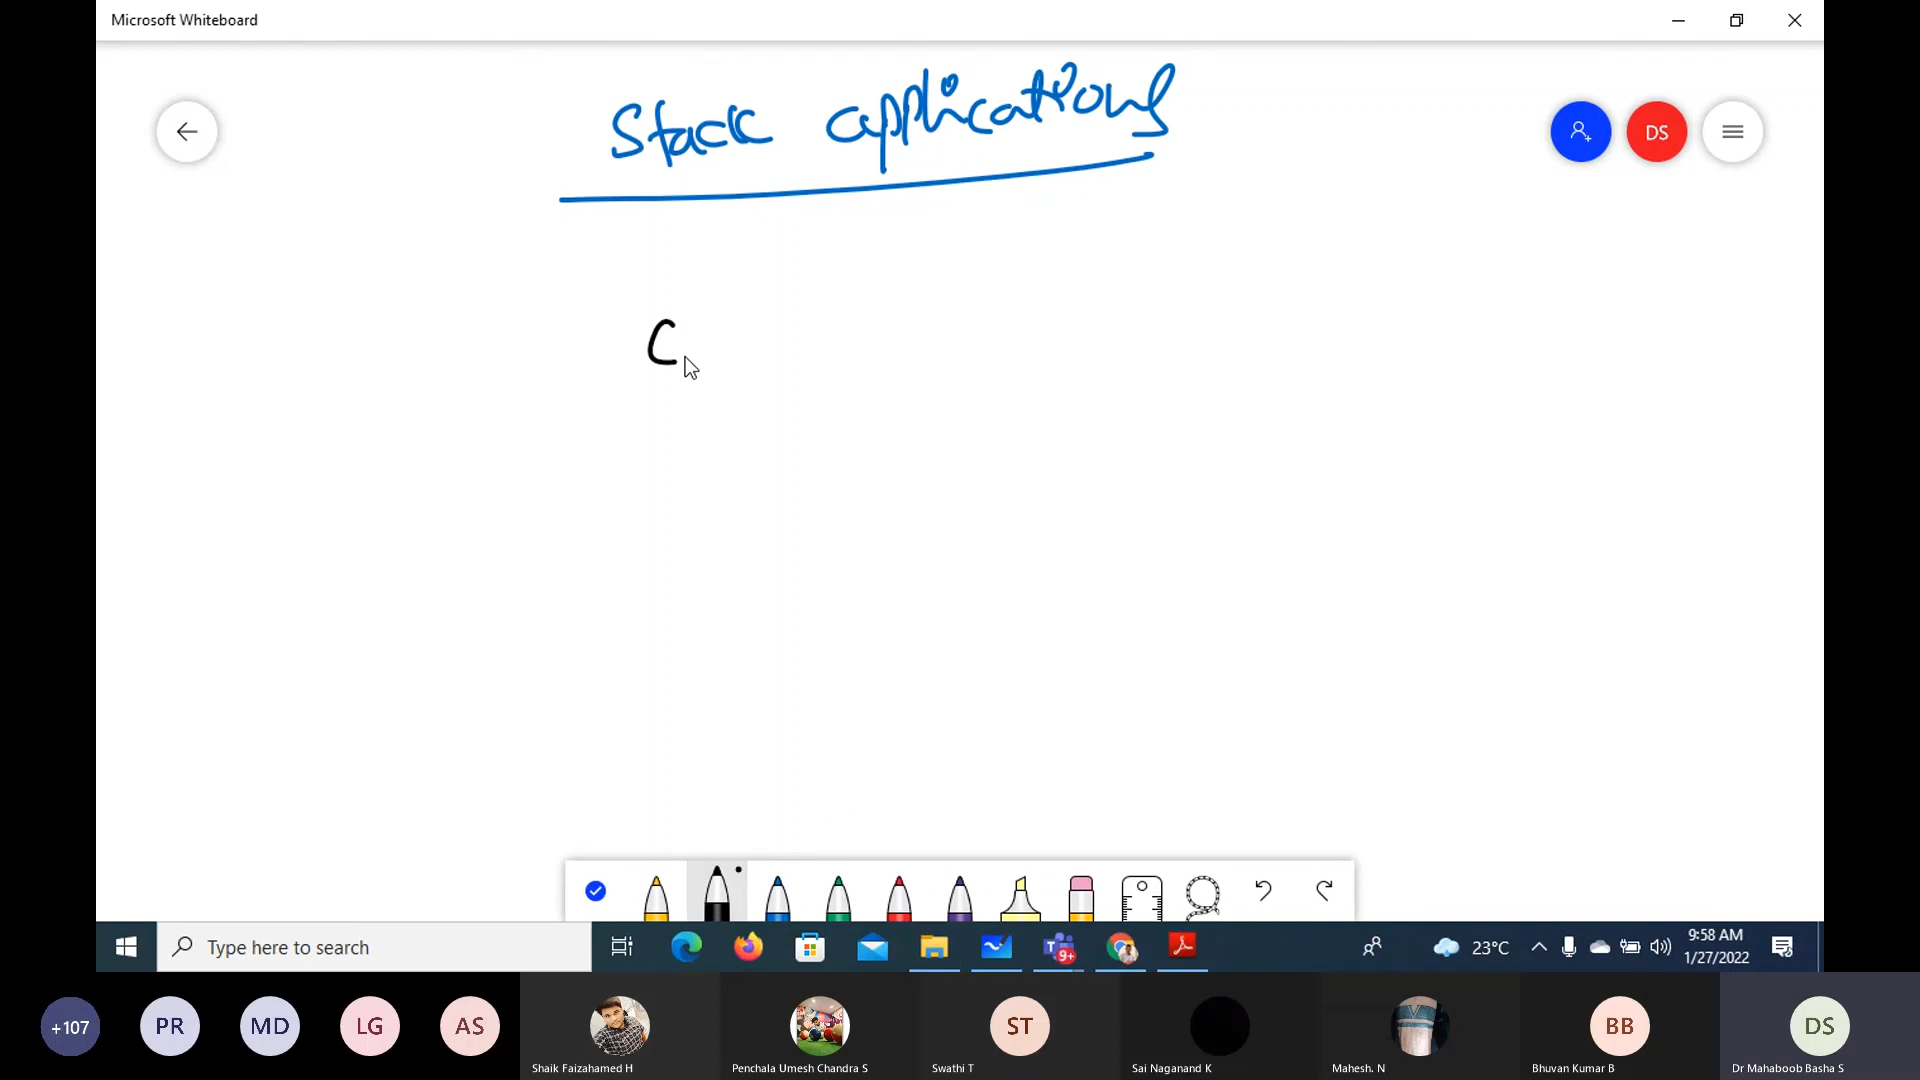 Microsoft Whiteboard
Stack applications
DS
C
Type here to search
9+
23°C
9:58 AM
1/27/2022
+107
PR
MD
LG
AS
ST
BB
DS
Shaik Faizahamed H
Penchala Umesh Chandra S
Swathi T
Sai Naganand K
Mahesh. N
Bhuvan Kumar B
Dr Mahaboob Basha S